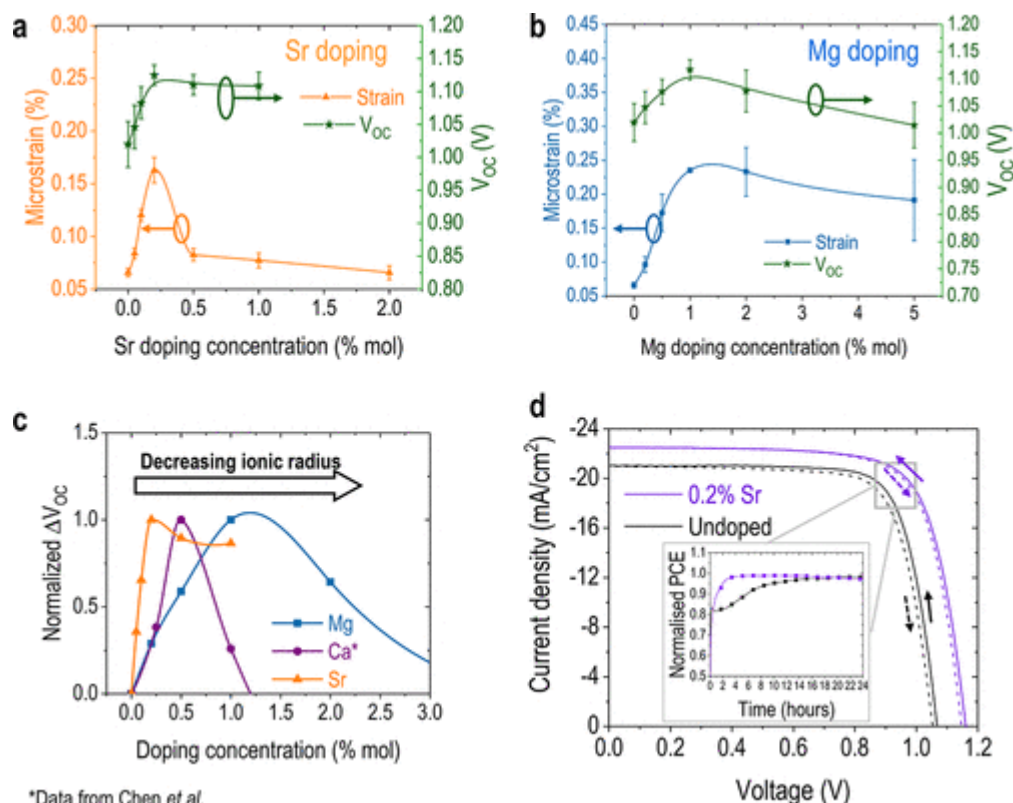 a
Sr doping
Microstrain (%)
0.30
0.25
0.20
0.15
0.10
0.05
Strain
V_OC
1.20
1.15
1.10
1.05
1.00
0.95
0.90
0.85
0.80
V_OC (V)
0.0 0.5 1.0 1.5 2.0
Sr doping concentration (% mol)
b
Mg doping
Microstrain (%)
0.45
0.40
0.35
0.30
0.25
0.20
0.15
0.10
0.05
Strain
V_OC
1.20
1.10
1.00
0.95
0.90
0.85
0.80
0.75
0.70
V_OC (V)
0 1 2 3 4 5
Mg doping concentration (% mol)
c
Normalized ΔV_OC
1.5
1.25
1.0
0.75
0.5
0.25
0.0
Decreasing ionic radius
Mg
Ca*
Sr
0.0 0.5 1.0 1.5 2.0 2.5 3.0
Doping concentration (% mol)
*Data from Chen et al.
d
Current density (mA/cm²)
-24
-20
-16
-12
-8
-4
0
0.2% Sr
Undoped
Normalised PCE
1.1
1.0
0.9
0.8
0.7
0.6
0.5
0 2 4 6 8 10 12 14 16 18 20 22 24
Time (hours)
0.0 0.2 0.4 0.6 0.8 1.0 1.2
Voltage (V)